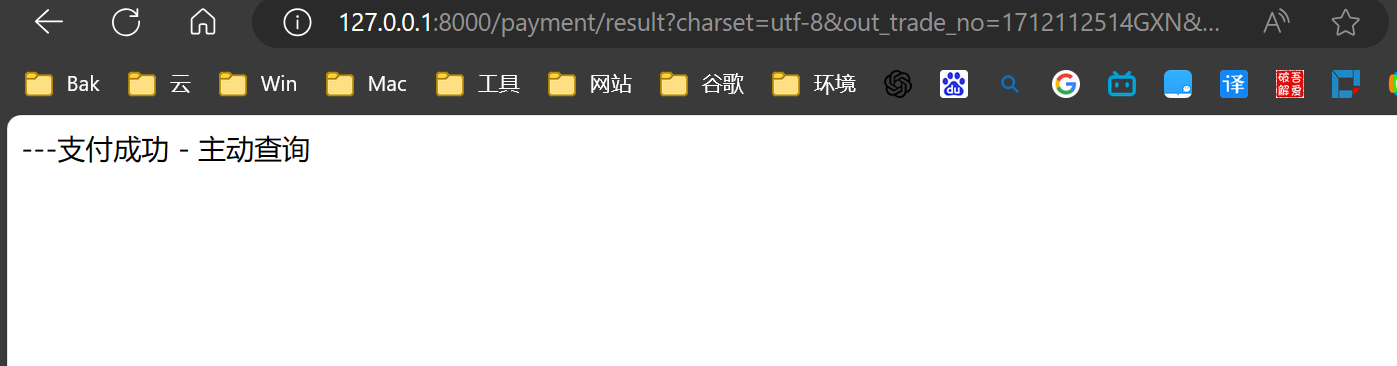 127.0.0.1:8000/payment/result?charset=utf-8&out_trade_no=1712112514GXN&...
Bak 云 Win Mac 工具 网站 谷歌 环境 du 译 破吾解爱
---支付成功 - 主动查询